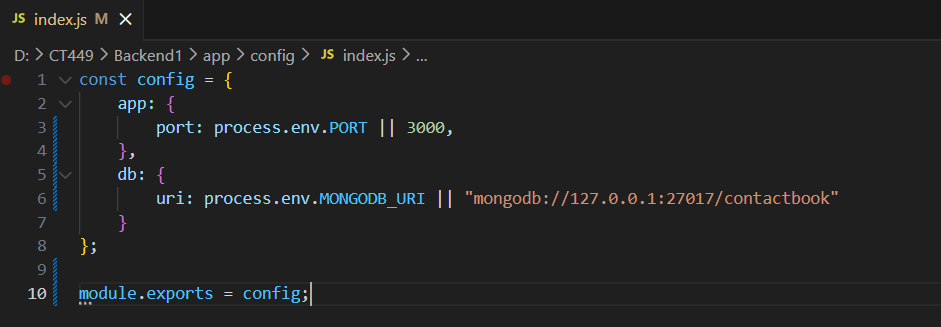 JS index.js M ×
D: > CT449 > Backend1 > app > config > JS index.js > ...
1 const config = {
2 app: {
3 port: process.env.PORT || 3000,
4 },
5 db: {
6 uri: process.env.MONGODB_URI || "mongodb://127.0.0.1:27017/contactbook"
7 }
8 };
9
10 module.exports = config;